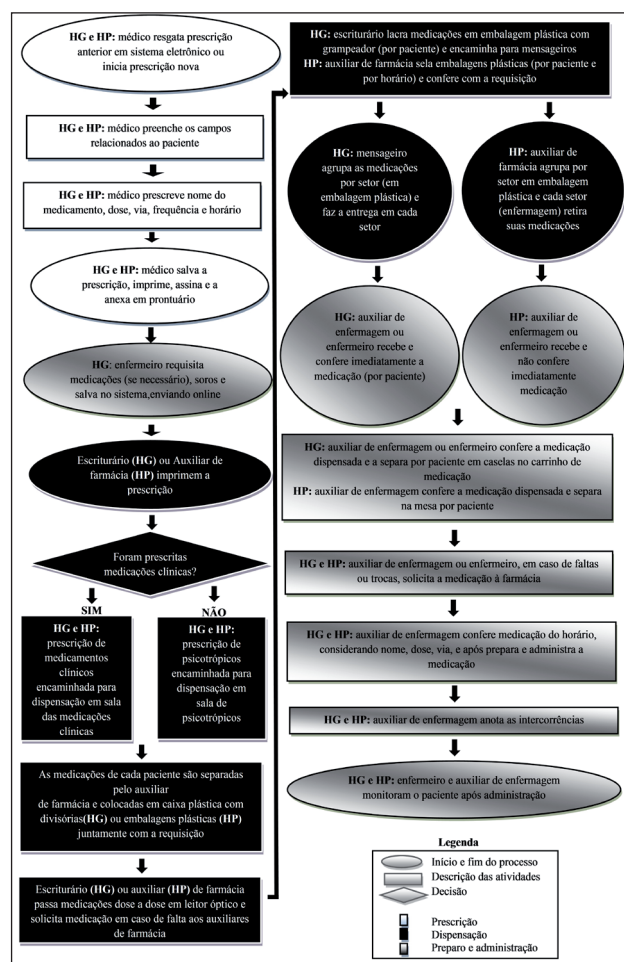 HG e HP: médico resgata prescrição
anterior em sistema eletrônico ou
inicia prescrição nova
HG e HP: médico preenche os campos
relacionados ao paciente
HG e HP: médico prescreve nome do
medicamento, dose, via, frequência e horário
HG e HP: médico salva a
prescrição, imprime, assina e a
anexa em prontuário
HG: enfermeiro requisita
medicações (se necessário), soros e
salva no sistema,enviando online
Escriturário (HG) ou Auxiliar de
farmácia (HP) imprimem a
prescrição
Foram prescritas
medicações clínicas?
SIM
NÃO
HG e HP:
prescrição de
medicamentos
clínicos
encaminhada para
dispensação em sala
das medicações
clínicas
HG e HP:
prescrição de
psicotrópicos
encaminhada para
dispensação em
sala de
psicotrópicos
As medicações de cada paciente são separadas
pelo auxiliar
de farmácia e colocadas em caixa plástica com
divisórias(HG) ou embalagens plásticas (HP)
juntamente com a requisição
Escriturário (HG) ou auxiliar (HP) de farmácia
passa medicações dose a dose em leitor óptico e
solicita medicação em caso de falta aos auxiliares
de farmácia
HG: escriturário lacra medicações em embalagem plástica com
grampeador (por paciente) e encaminha para mensageiros
HP: auxiliar de farmácia sela embalagens plásticas (por paciente e
por horário) e confere com a requisição
HG: mensageiro
agrupa as medicações
por setor (em
embalagem plástica) e
faz a entrega em cada
setor
HP: auxiliar de
farmácia agrupa por
setor em embalagem
plástica e cada setor
(enfermagem) retira
suas medicações
HG: auxiliar de
enfermagem ou
enfermeiro recebe e
confere imediatamente a
medicação (por paciente)
HP: auxiliar de
enfermagem ou
enfermeiro recebe e
não confere
imediatamente
medicação
HG: auxiliar de enfermagem ou enfermeiro confere a medicação
dispensada e a separa por paciente em caselas no carrinho de
medicação
HP: auxiliar de enfermagem confere a medicação dispensada e separa
na mesa por paciente
HG e HP: auxiliar de enfermagem ou enfermeiro, em caso de faltas
ou trocas, solicita a medicação á farmácia
HG e HP: auxiliar de enfermagem confere medicação do horário,
considerando nome, dose, via, e após prepara e administra a
medicação
HG e HP: auxiliar de enfermagem anota as intercorrências
HG e HP: enfermeiro e auxiliar de enfermagem
monitoram o paciente após administração
Legenda
Início e fim do processo
Descrição das atividades
Decisão
Prescrição
Dispensação
Preparo e administração